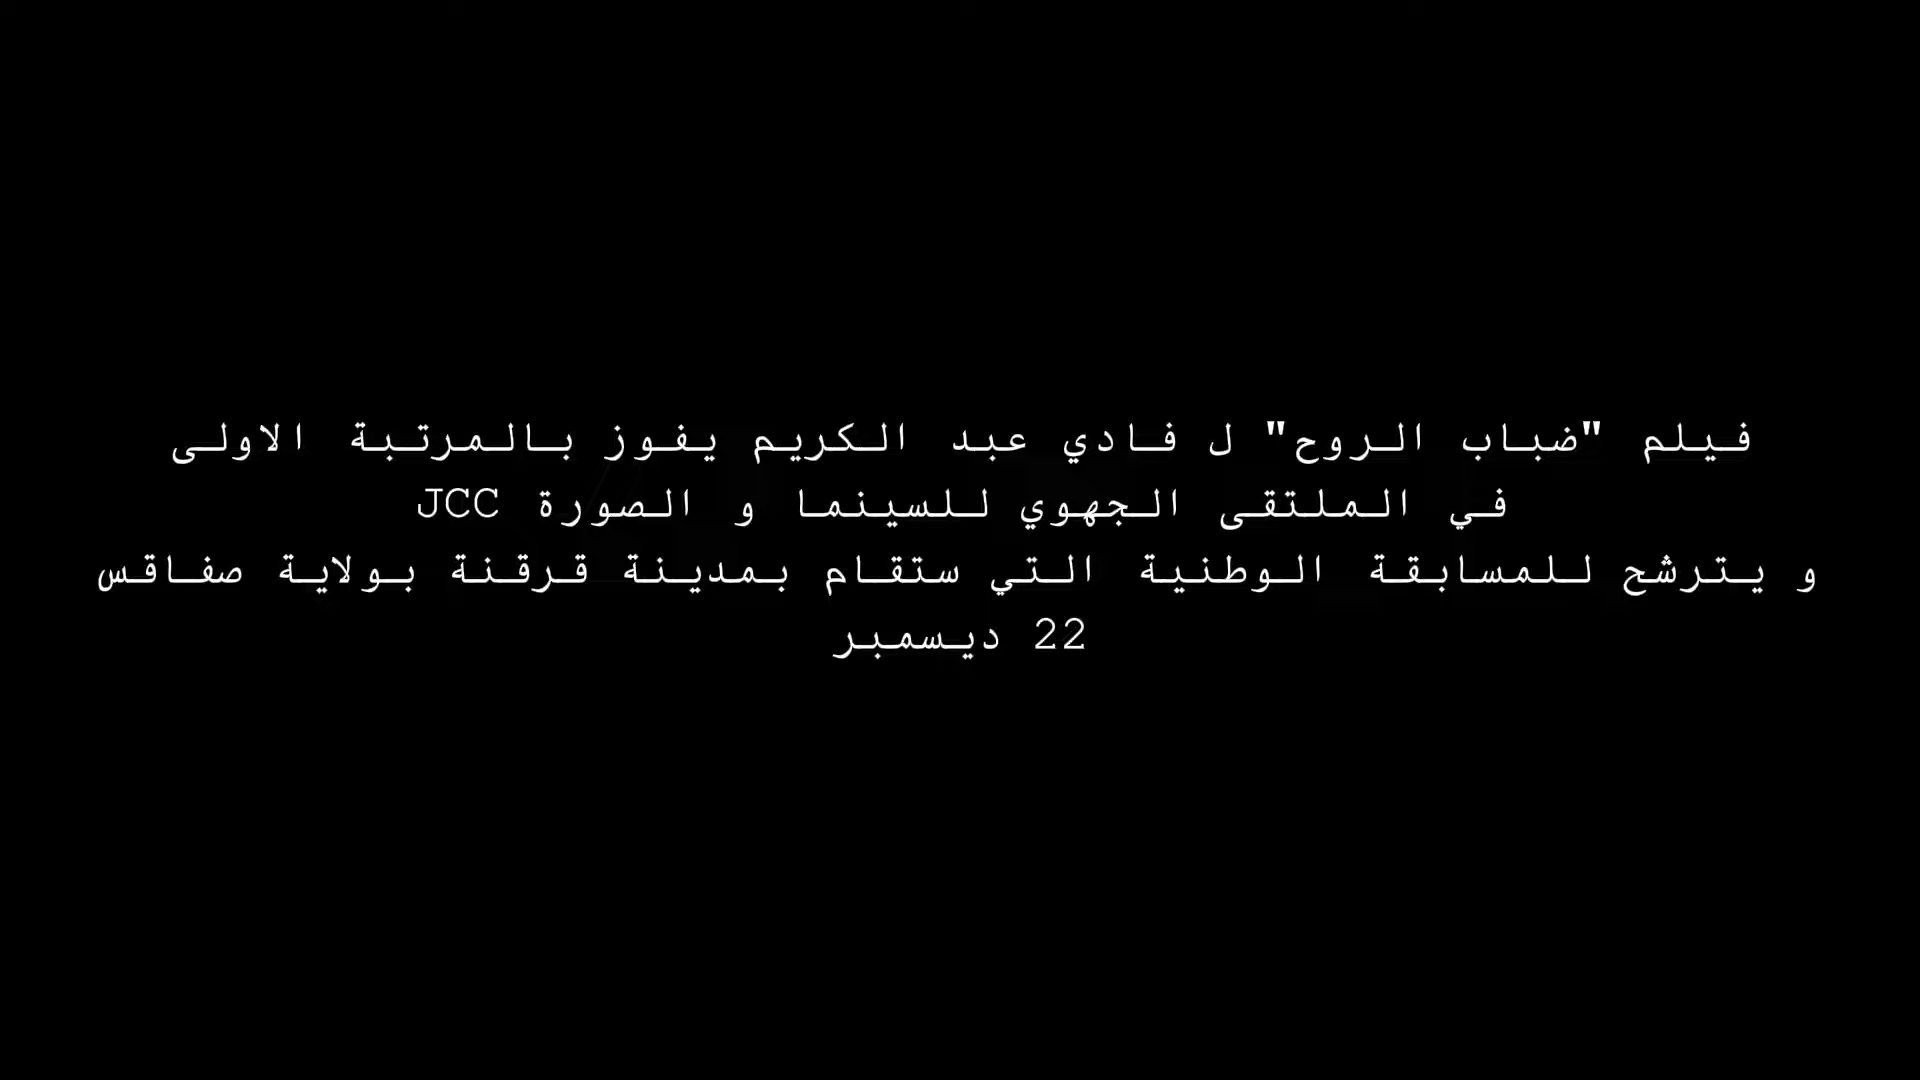 فيلم "ضباب الروح" ل فادي عبد الكريم يفوز بالمرتبة الاولى
في الملتقى الجهوي للسينما و الصورة JCC
و يترشح للمسابقة الوطنية التي ستقام بمدينة قرقنة بولاية صفاقس
22 ديسمبر